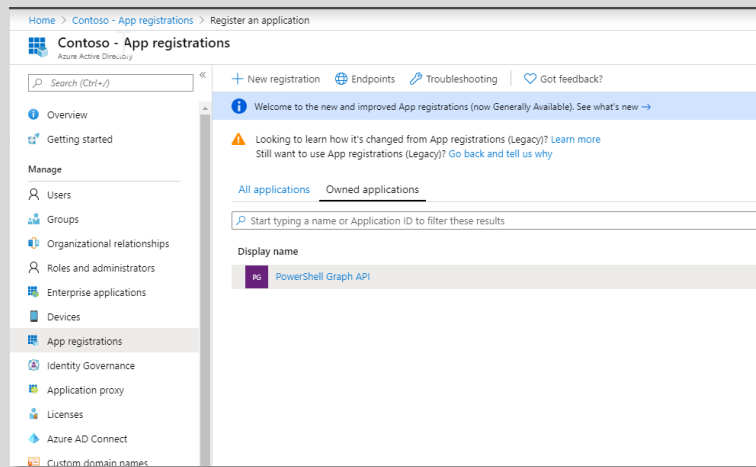 Home > Contoso - App registrations > Register an application
Contoso - App registrations
Azure Active Directory
Search (Ctrl+/)
«
New registration Endpoints Troubleshooting Got feedback?
Welcome to the new and improved App registrations (now Generally Available). See what's new →
Overview
Getting started
Looking to learn how it's changed from App registrations (Legacy)? Learn more
Still want to use App registrations (Legacy)? Go back and tell us why
Manage
Users
Groups
Organizational relationships
Roles and administrators
Enterprise applications
Devices
App registrations
Identity Governance
Application proxy
Licenses
Azure AD Connect
Custom domain names
All applications Owned applications
Start typing a name or Application ID to filter these results
Display name
PG PowerShell Graph API